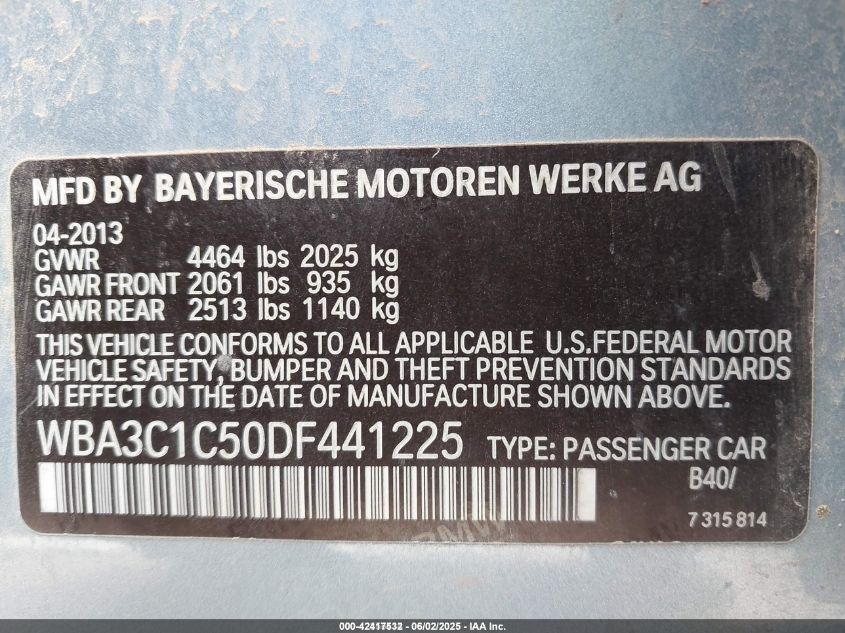 MFD BY BAYERISCHE MOTOREN WERKE AG
04-2013
GVWR 4464 lbs 2025 kg
GAWR FRONT 2061 lbs 935 kg
GAWR REAR 2513 lbs 1140 kg
THIS VEHICLE CONFORMS TO ALL APPLICABLE U.S.FEDERAL MOTOR
VEHICLE SAFETY, BUMPER AND THEFT PREVENTION STANDARDS
IN EFFECT ON THE DATE OF MANUFACTURE SHOWN ABOVE.
WBA3C1C50DF441225 TYPE: PASSENGER CAR
B40/
7 315 814
BMW
000-42417532 - 06/02/2025 - IAA Inc.